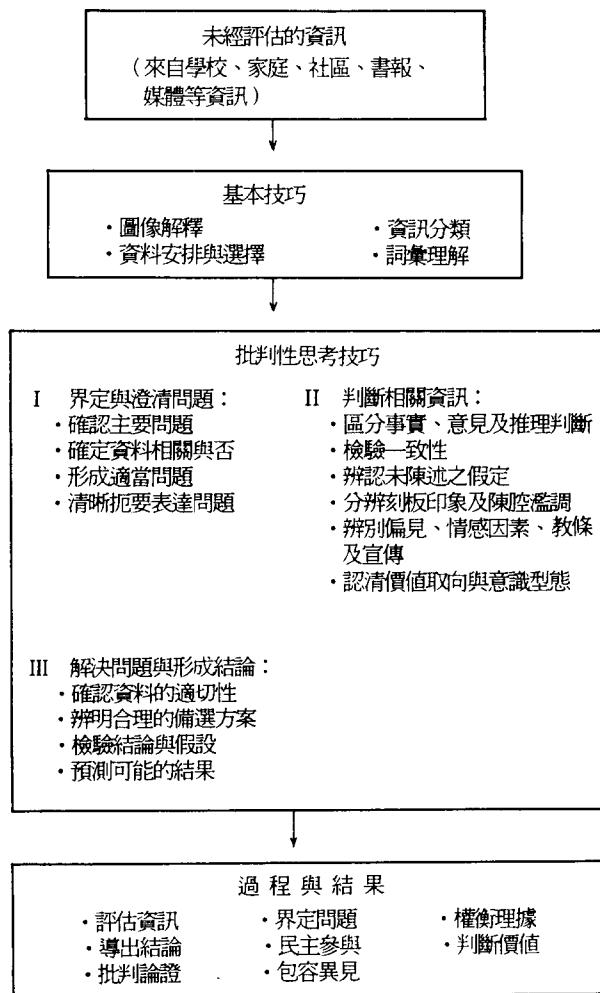 未經評估的資訊
（來自學校、家庭、社區、書報、
媒體等資訊）
基本技巧
・圖像解釋
・資料安排與選擇
・資訊分類
・詞彙理解
批判性思考技巧
I 界定與澄清問題：
・確認主要問題
・確定資料相關與否
・形成適當問題
・清晰扼要表達問題
II 判斷相關資訊：
・區分事實、意見及推理判斷
・檢驗一致性
・辨認未陳述之假定
・分辨刻板印象及陳腔濫調
・辨別偏見、情感因素、教條
及宣傳
・認清價值取向與意識型態
III 解決問題與形成結論：
・確認資料的適切性
・辨明合理的備選方案
・檢驗結論與假設
・預測可能的結果
過程與結果
・評估資訊
・導出結論
・批判論證
・界定問題
・民主參與
・包容異見
・權衡理據
・判斷價值